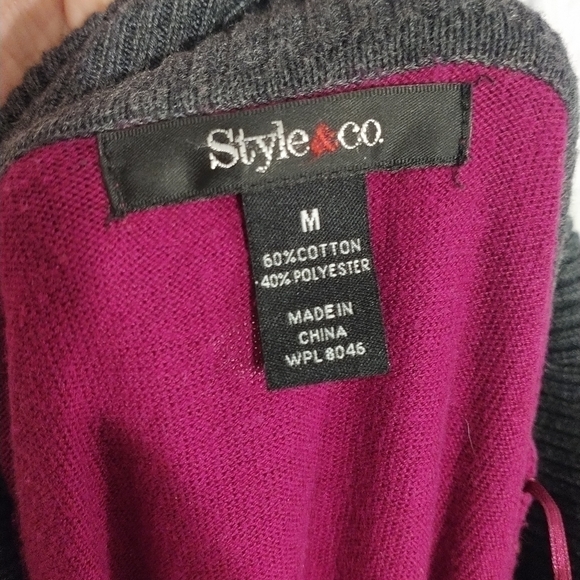 Style&co.
M
60%COTTON
40% POLYESTER
MADE IN
CHINA
WPL 8046